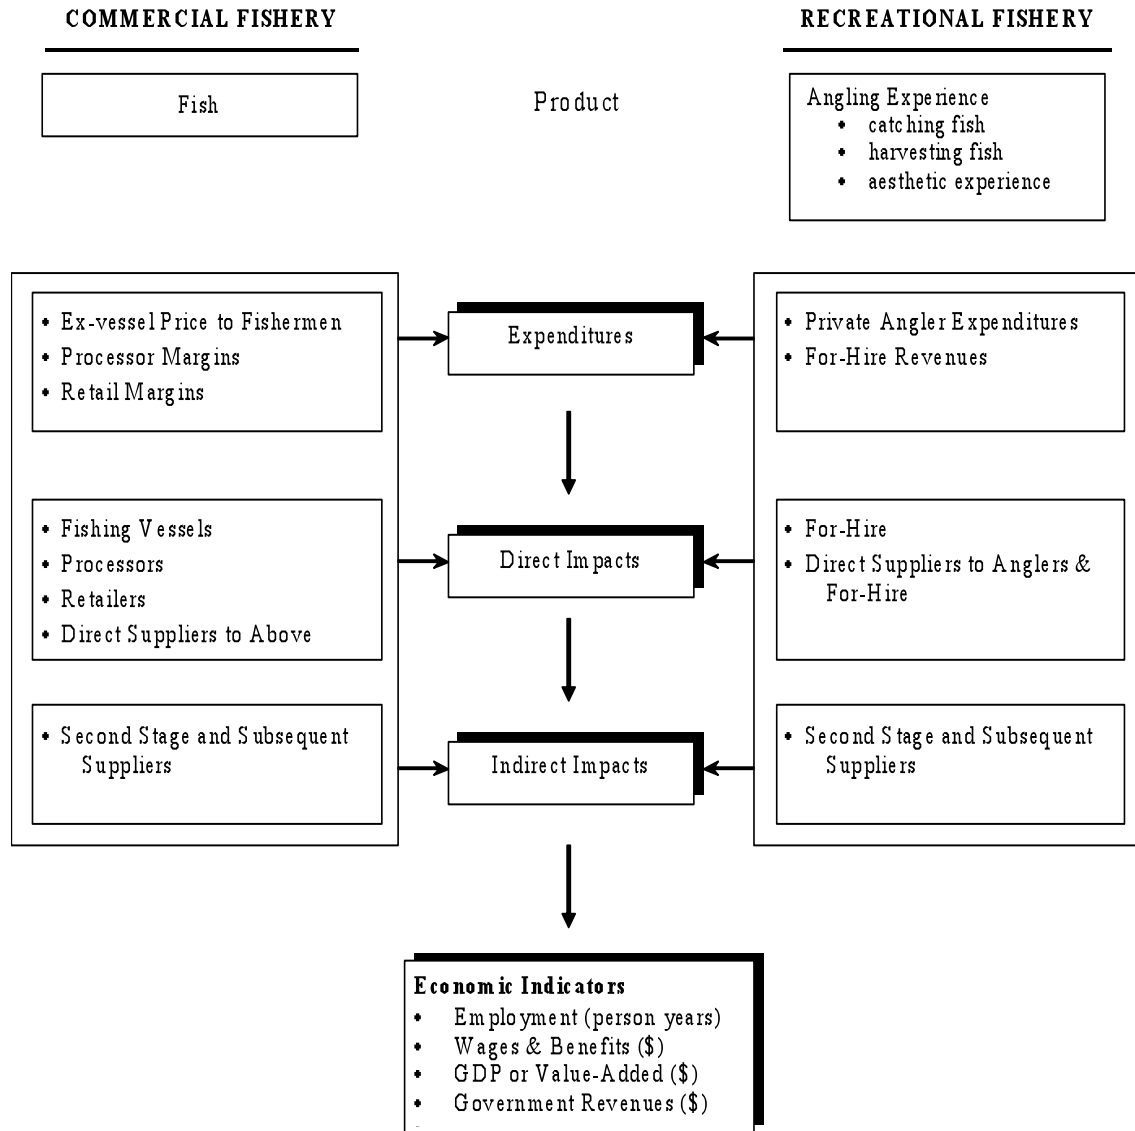 COMMERCIAL FISHERY
RECREATIONAL FISHERY
Fish
Product
Angling Experience
• catching fish
• harvesting fish
• aesthetic experience
• Ex-vessel Price to Fishermen
• Processor Margins
• Retail Margins
Expenditures
• Private Angler Expenditures
• For-Hire Revenues
• Fishing Vessels
• Processors
• Retailers
• Direct Suppliers to Above
Direct Impacts
• For-Hire
• Direct Suppliers to Anglers &
For-Hire
• Second Stage and Subsequent
Suppliers
Indirect Impacts
• Second Stage and Subsequent
Suppliers
Economic Indicators
• Employment (person years)
• Wages & Benefits ($)
• GDP or Value-Added ($)
• Government Revenues ($)